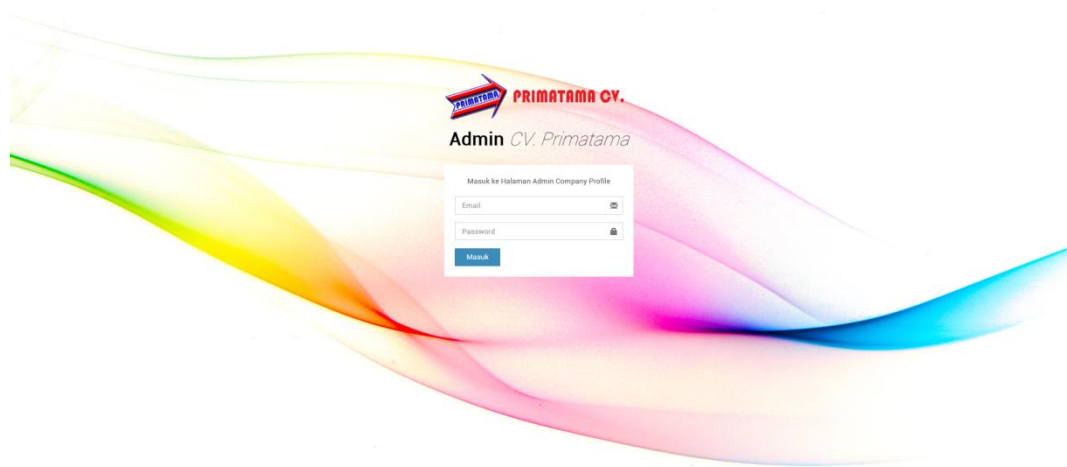 PRIMATAMA
PRIMATAMA CV.
Admin CV. Primatama
Masuk ke Halaman Admin Company Profile
Email
Password
Masuk